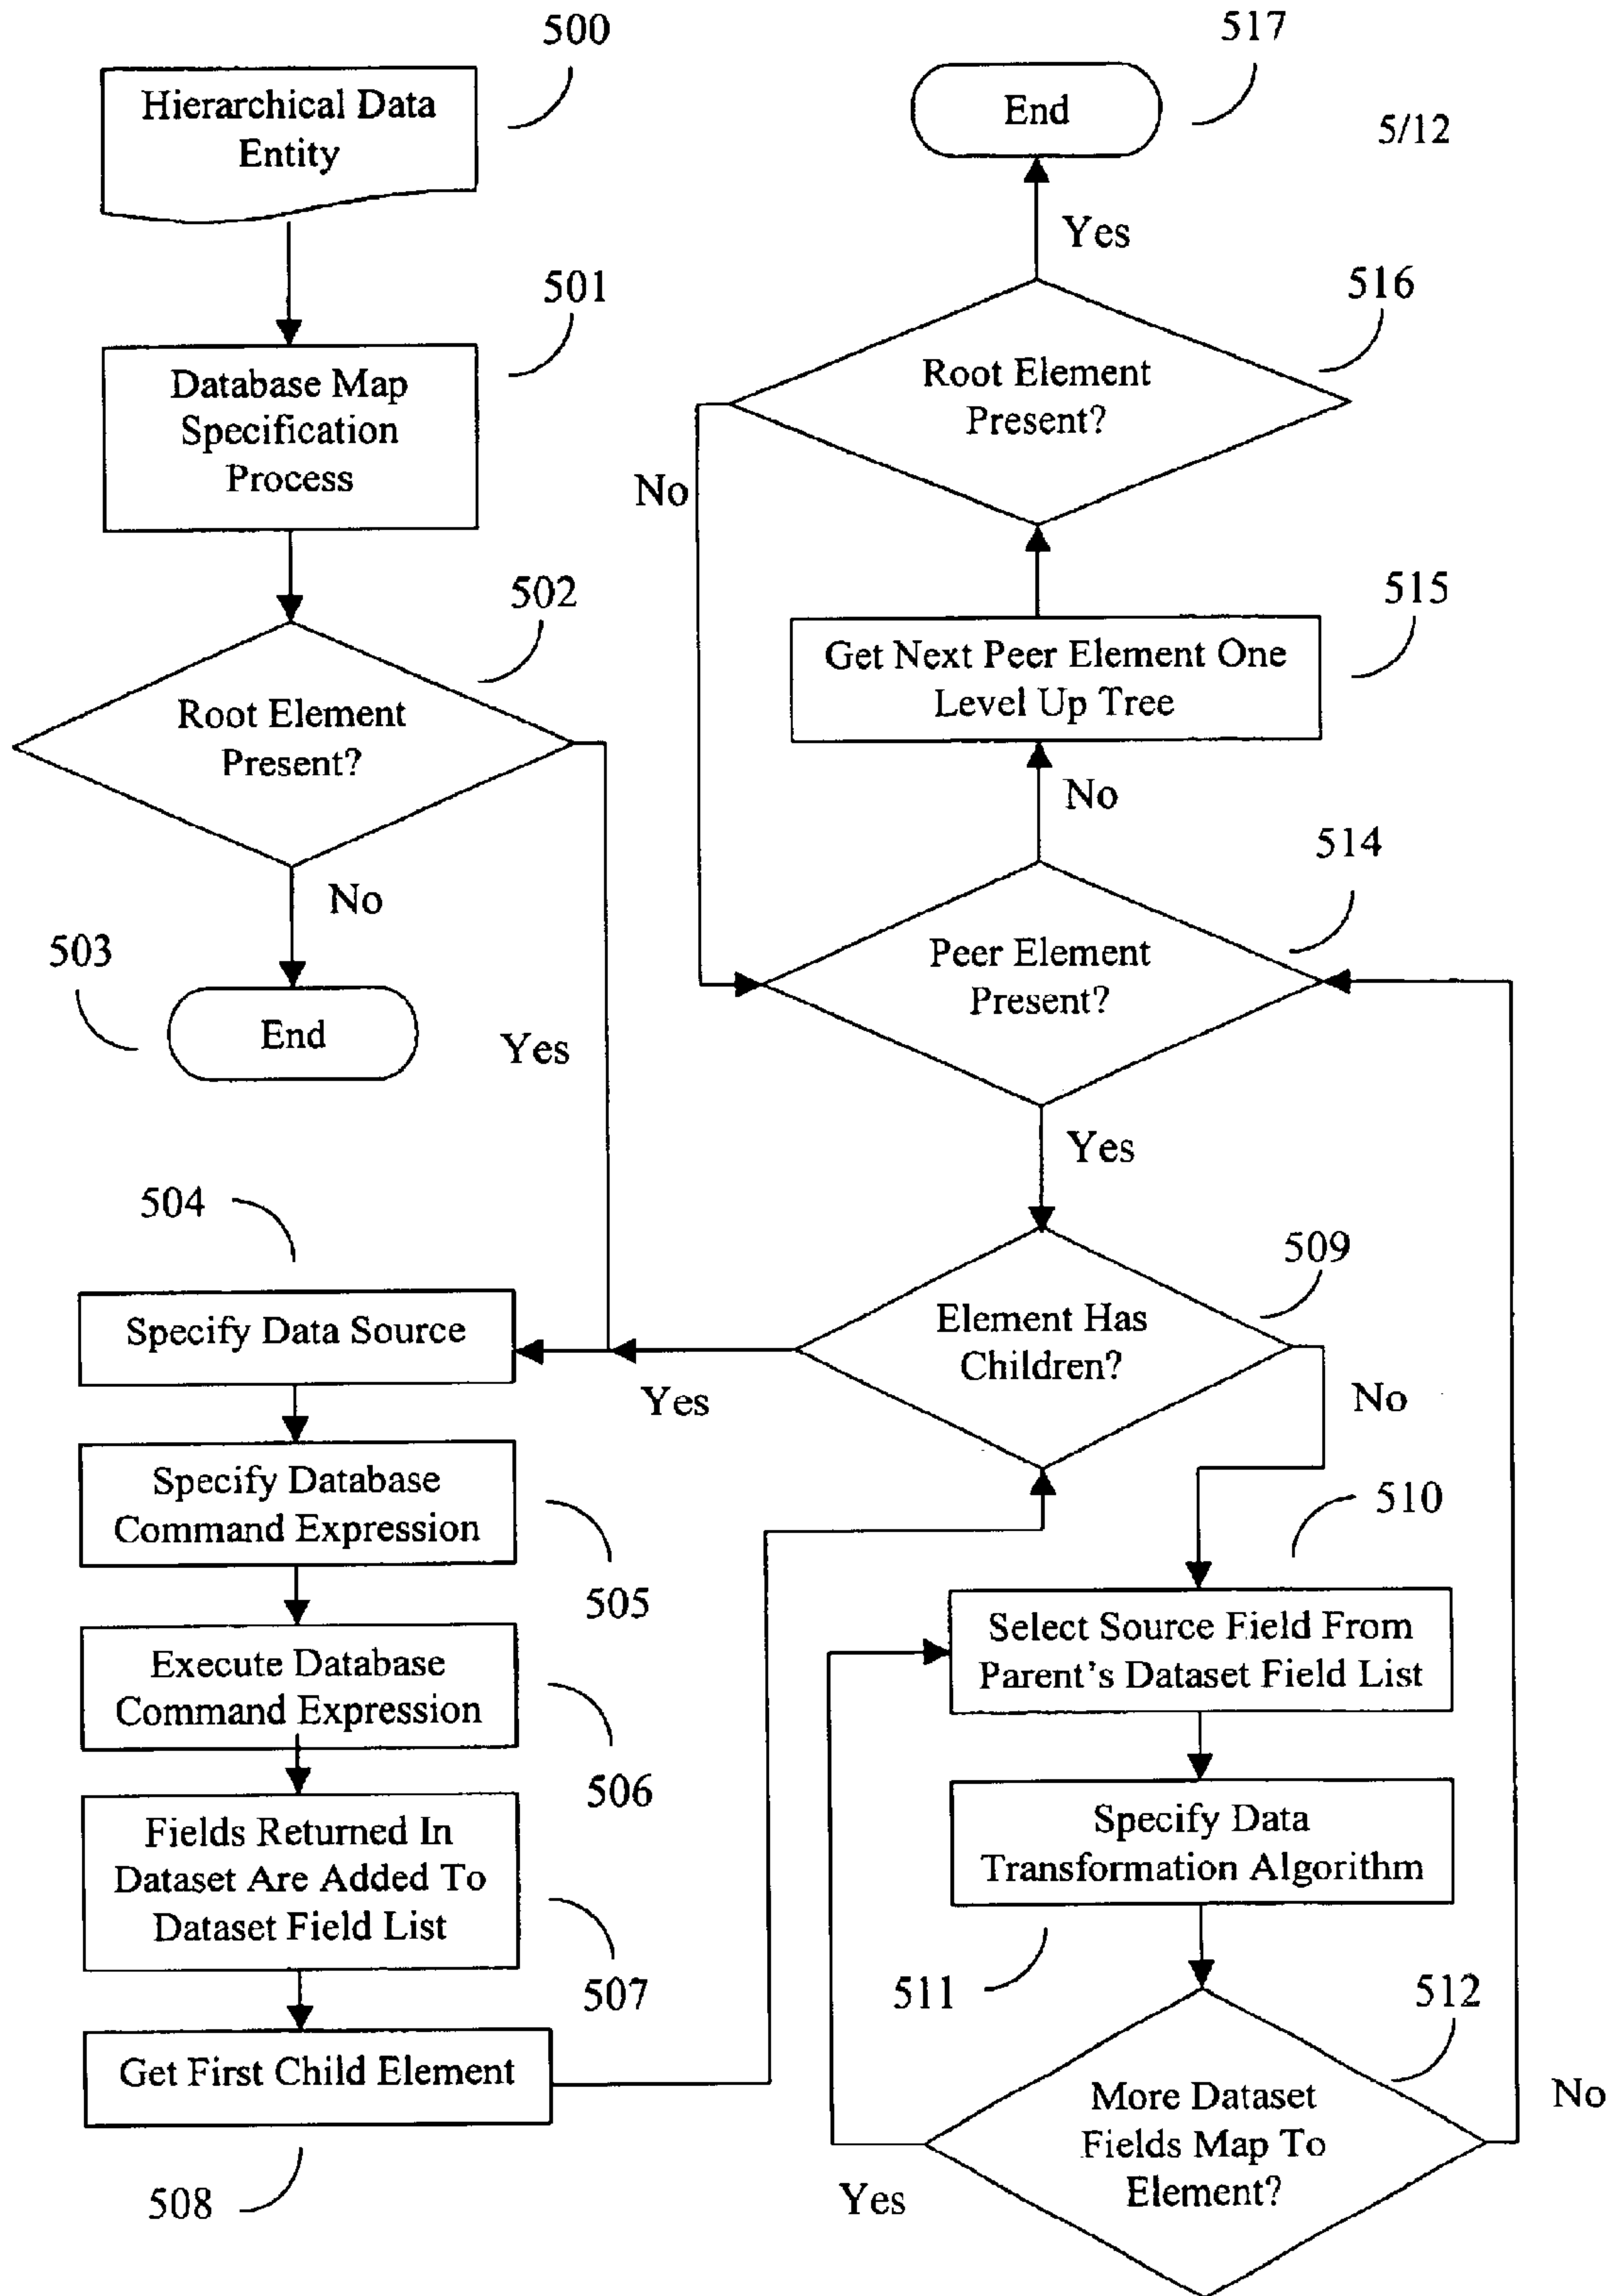 500
Hierarchical Data
Entity
501
Database Map
Specification
Process
502
Root Element
Present?
No
503
End
Yes
504
Specify Data Source
Specify Database
Command Expression
505
Execute Database
Command Expression
506
Fields Returned In
Dataset Are Added To
Dataset Field List
507
Get First Child Element
508
517
End
5/12
Yes
516
Root Element
Present?
No
515
Get Next Peer Element One
Level Up Tree
No
514
Peer Element
Present?
Yes
509
Element Has
Children?
Yes
No
510
Select Source Field From
Parent's Dataset Field List
Specify Data
Transformation Algorithm
511
512
More Dataset
Fields Map To
Element?
No
Yes